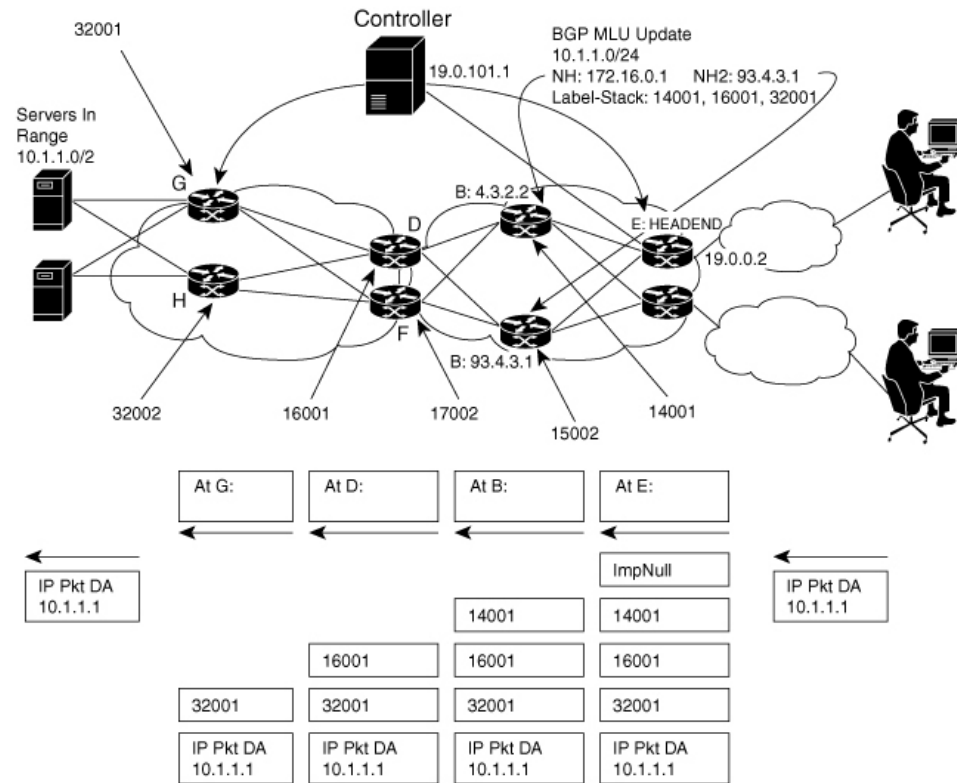 Controller
32001
BGP MLU Update
10.1.1.0/24
NH: 172.16.0.1 NH2: 93.4.3.1
Label-Stack: 14001, 16001, 32001
19.0.101.1
Servers In
Range
10.1.1.0/2
G
B: 4.3.2.2
D
E: HEADEND
19.0.0.2
H
F
B: 93.4.3.1
32002
16001
17002
15002
14001
At G:
At D:
At B:
At E:
ImpNull
IP Pkt DA
10.1.1.1
IP Pkt DA
10.1.1.1
14001
14001
16001
16001
16001
32001
32001
32001
32001
IP Pkt DA
10.1.1.1
IP Pkt DA
10.1.1.1
IP Pkt DA
10.1.1.1
IP Pkt DA
10.1.1.1